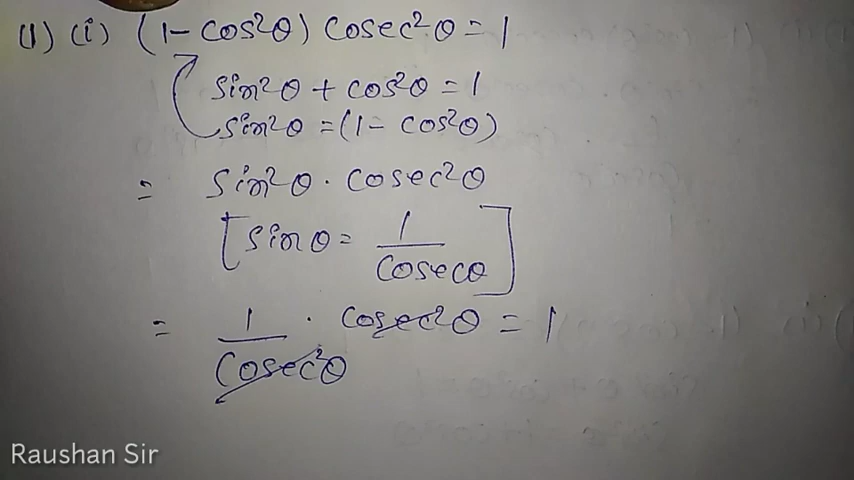 (1) (i) (1 - cos²θ) cosec²θ = 1
sin²θ + cos²θ = 1
sin²θ = (1 - cos²θ)
= sin²θ · cosec²θ
[sinθ = 1/cosecθ]
= 1/cosec²θ · cosec²θ = 1
Raushan Sir